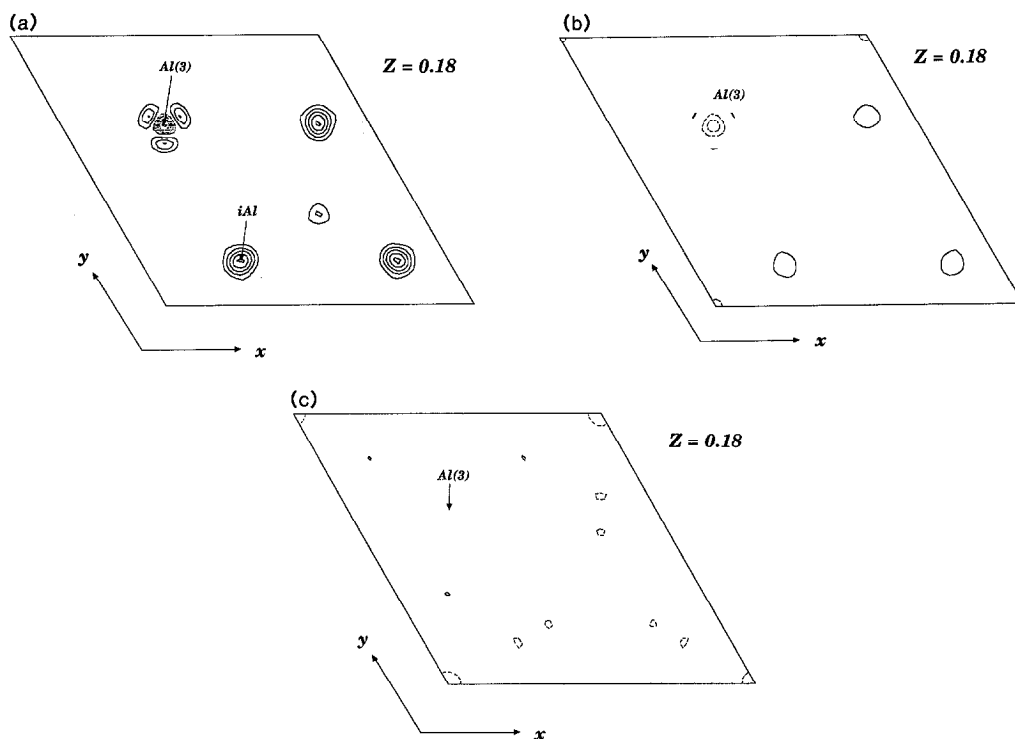 (a)
Al(3)
Z = 0.18
iAl
y
x
(b)
Al(3)
Z = 0.18
y
x
(c)
Al(3)
Z = 0.18
y
x